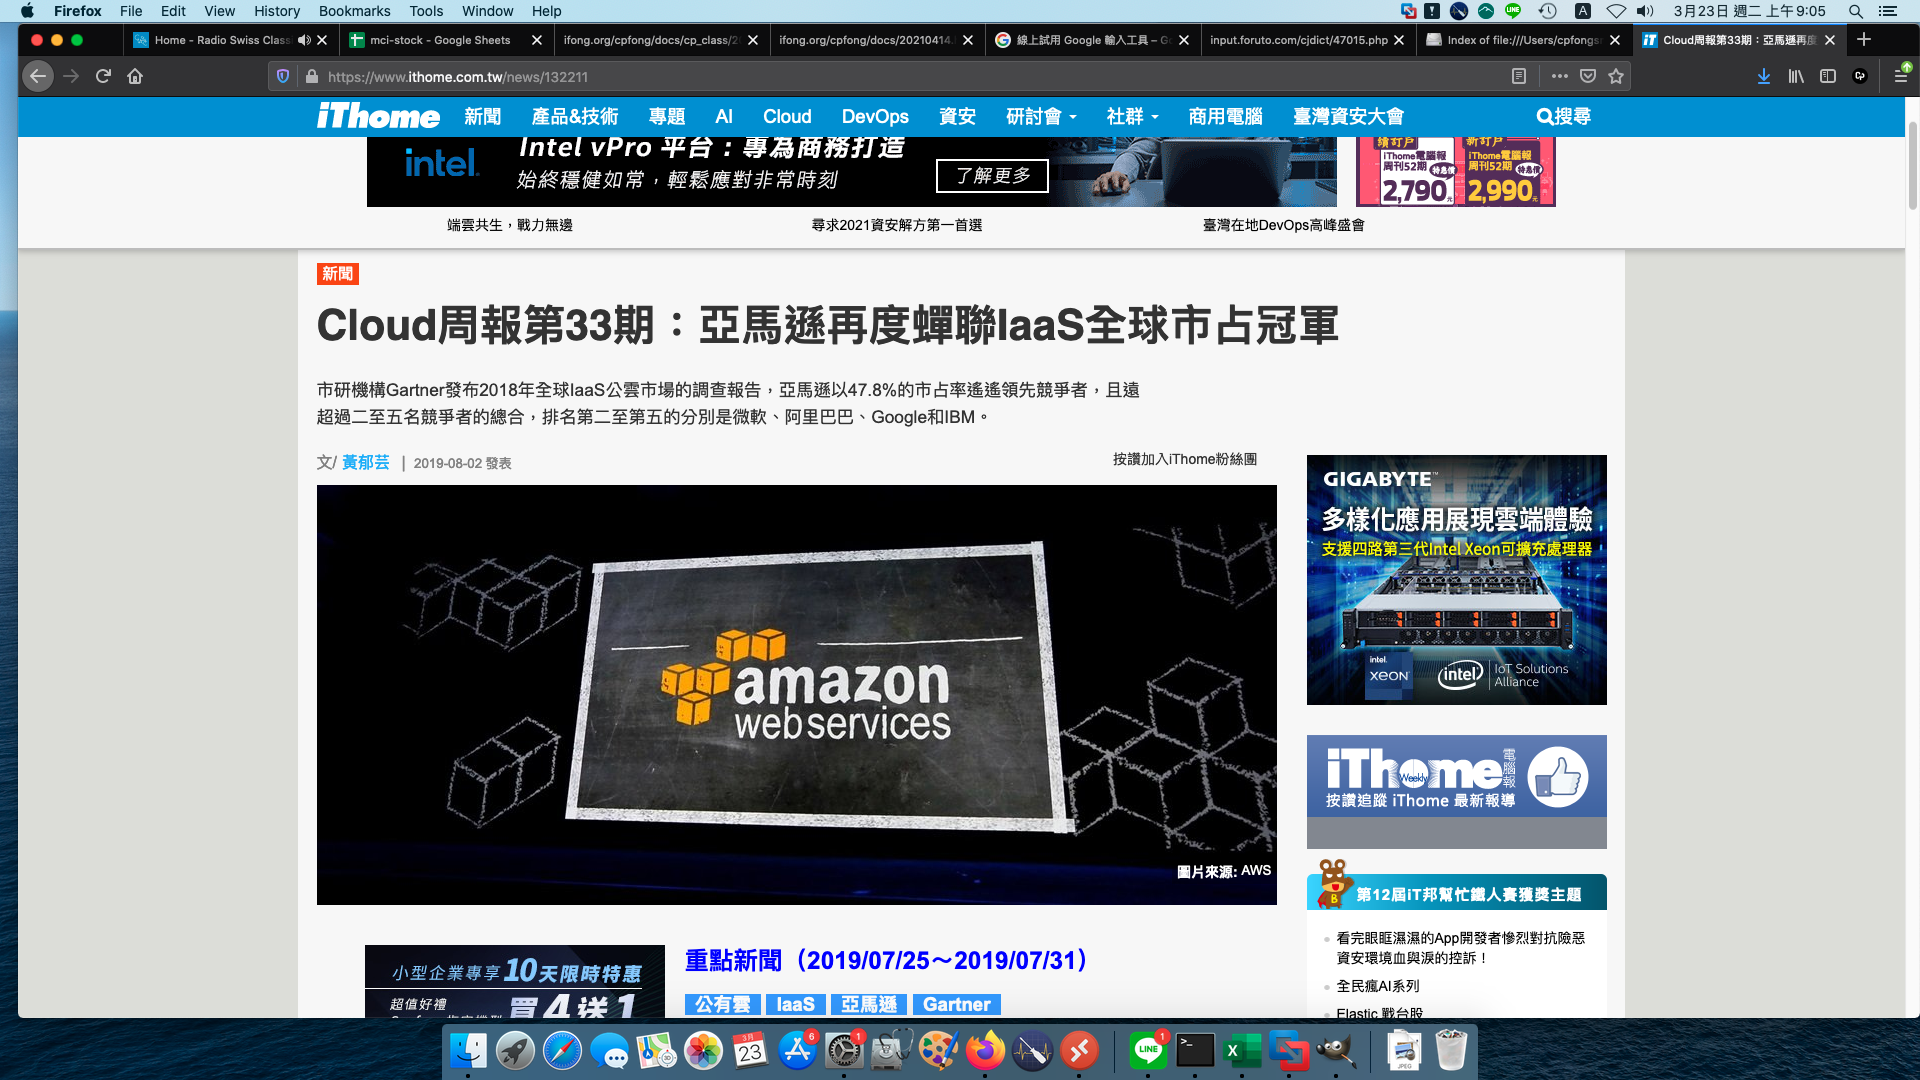 Firefox File Edit View History Bookmarks Tools Window Help
3月23日 週二 上午9:05
Home - Radio Swiss Class
mci-stock - Google Sheets
ifong.org/cpfong/docs/cp_class/2
ifong.org/cpfong/docs/20210414.
線上試用 Google 輸入工具 – G
input.foruto.com/cjdict/47015.php
Index of file:///Users/cpfongs
Cloud周報第33期：亞馬遜再度
https://www.ithome.com.tw/news/132211
iThome 新聞 產品&技術 專題 AI Cloud DevOps 資安 研討會 社群 商用電腦 臺灣資安大會 搜尋
intel.
Intel vPro 平台：專為商務打造
始終穩健如常，輕鬆應對非常時刻
了解更多
續訂戶
iThome電腦報
周刊52期
特惠價
2,790元
新訂戶
iThome電腦報
周刊52期
特惠價
2,990元
端雲共生，戰力無邊
尋求2021資安解方第一首選
臺灣在地DevOps高峰盛會
新聞
Cloud周報第33期：亞馬遜再度蟬聯IaaS全球市占冠軍
市研機構Gartner發布2018年全球IaaS公雲市場的調查報告，亞馬遜以47.8%的市占率遙遙領先競爭者，且遠
超過二至五名競爭者的總合，排名第二至第五的分別是微軟、阿里巴巴、Google和IBM。
文/ 黃郁芸 | 2019-08-02 發表
按讚加入iThome粉絲團
amazon
webservices
圖片來源: AWS
GIGABYTE™
多樣化應用展現雲端體驗
支援四路第三代Intel Xeon可擴充處理器
intel
XEON
intel
IoT Solutions
Alliance
iThome
Weekly
電腦報
按讚追蹤 iThome 最新報導
第12屆iT邦幫忙鐵人賽獲獎主題
看完眼眶濕濕的App開發者慘烈對抗險惡
資安環境血與淚的控訴！
全民瘋AI系列
Elastic 戰台股
小型企業專享 10天限時特惠
超值好禮
買4送1
重點新聞（2019/07/25～2019/07/31）
公有雲 IaaS 亞馬遜 Gartner
3月
23
6
1
LINE
1
JPEG